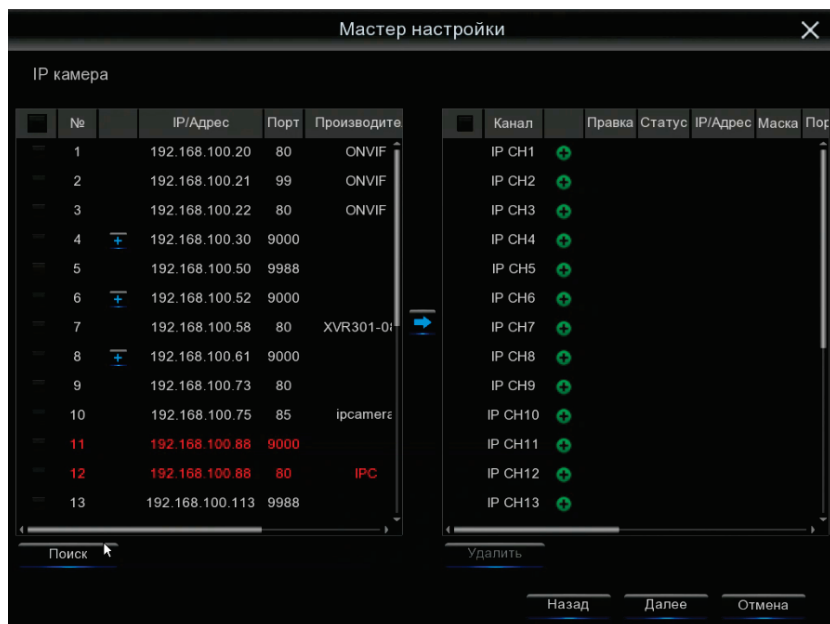 Мастер настройки
IP камера
№ IP/Адрес Порт Производите
1 192.168.100.20 80 ONVIF
2 192.168.100.21 99 ONVIF
3 192.168.100.22 80 ONVIF
4 192.168.100.30 9000
5 192.168.100.50 9988
6 192.168.100.52 9000
7 192.168.100.58 80 XVR301-08
8 192.168.100.61 9000
9 192.168.100.73 80
10 192.168.100.75 85 ipcamera
11 192.168.100.88 9000
12 192.168.100.88 80 IPC
13 192.168.100.113 9988
Поиск
Канал Правка Статус IP/Адрес Маска Пор
IP CH1
IP CH2
IP CH3
IP CH4
IP CH5
IP CH6
IP CH7
IP CH8
IP CH9
IP CH10
IP CH11
IP CH12
IP CH13
Удалить
Назад Далее Отмена